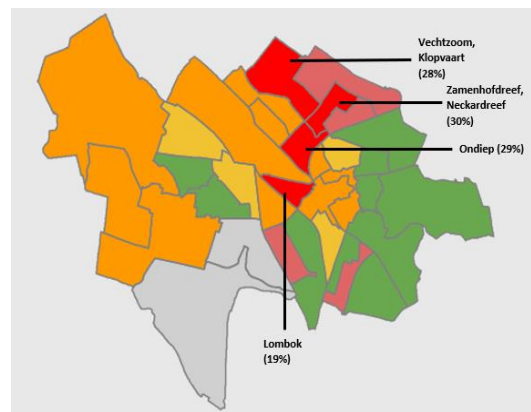 Vechtzoom,
Klopvaart
(28%)
Zamenhofdreef,
Neckardreef
(30%)
Ondiep (29%)
Lombok
(19%)